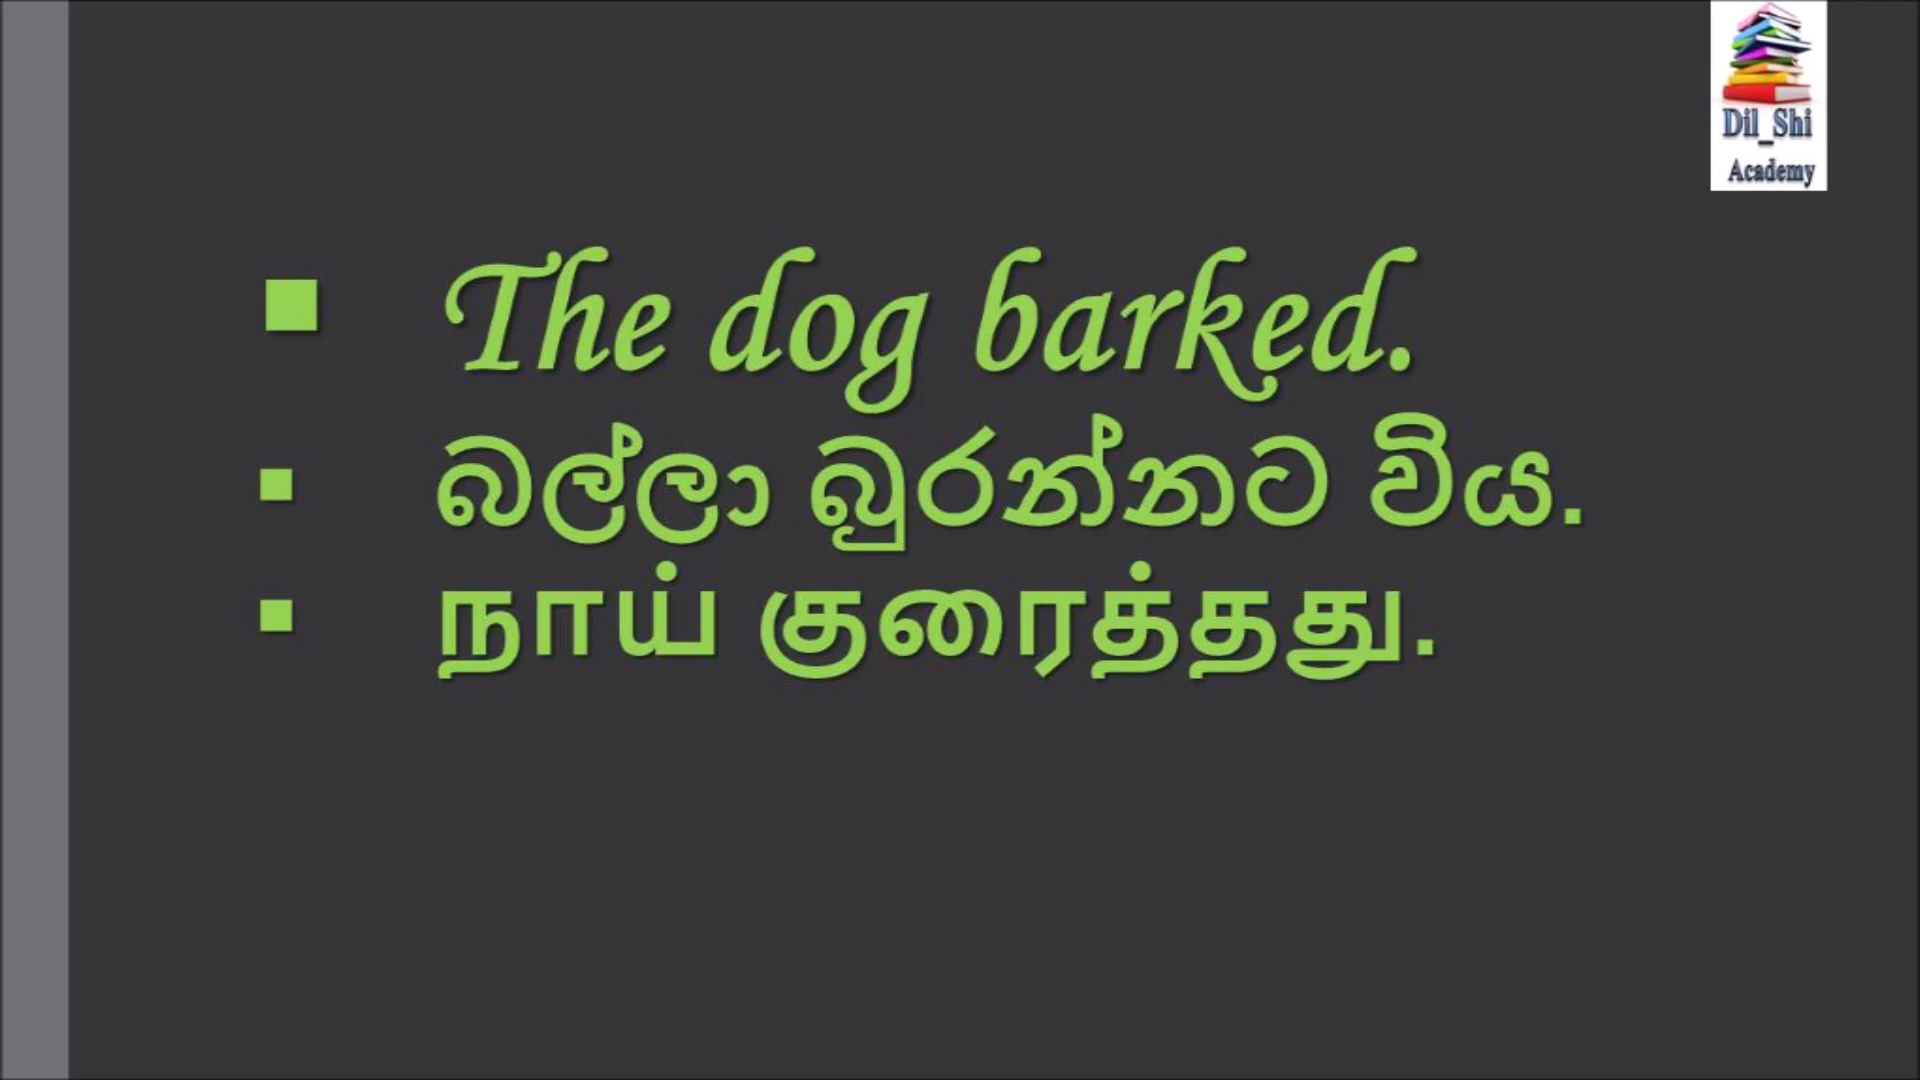 Dil_Shi
Academy
The dog barked.
බල්ලා බුරන්නට විය.
நாய் குரைத்தது.